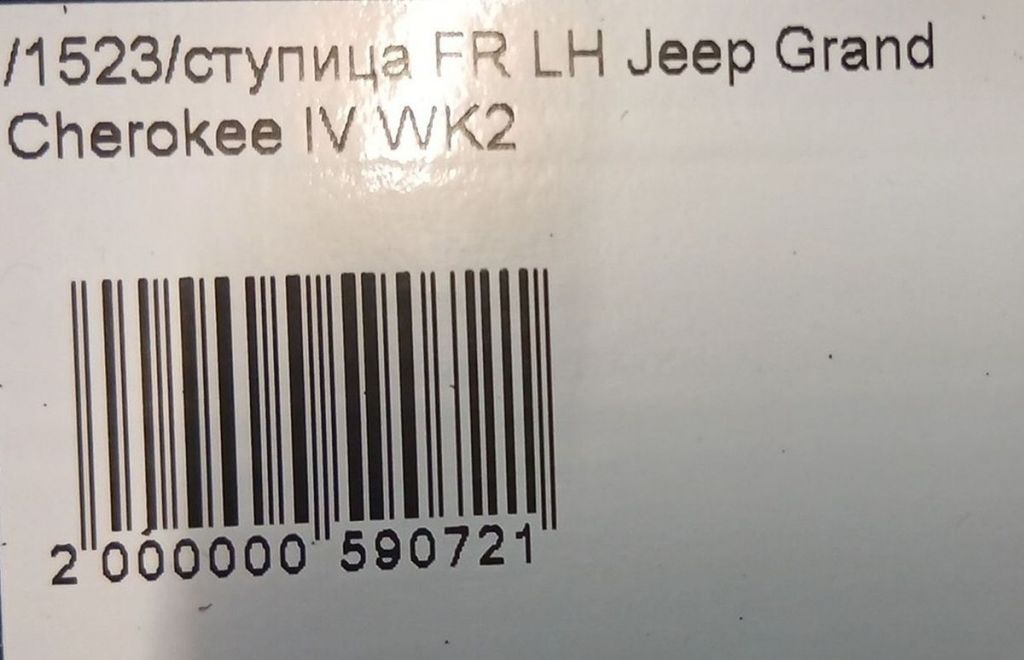 /1523/ступица FR LH Jeep Grand
Cherokee IV WK2
2 000000 590721